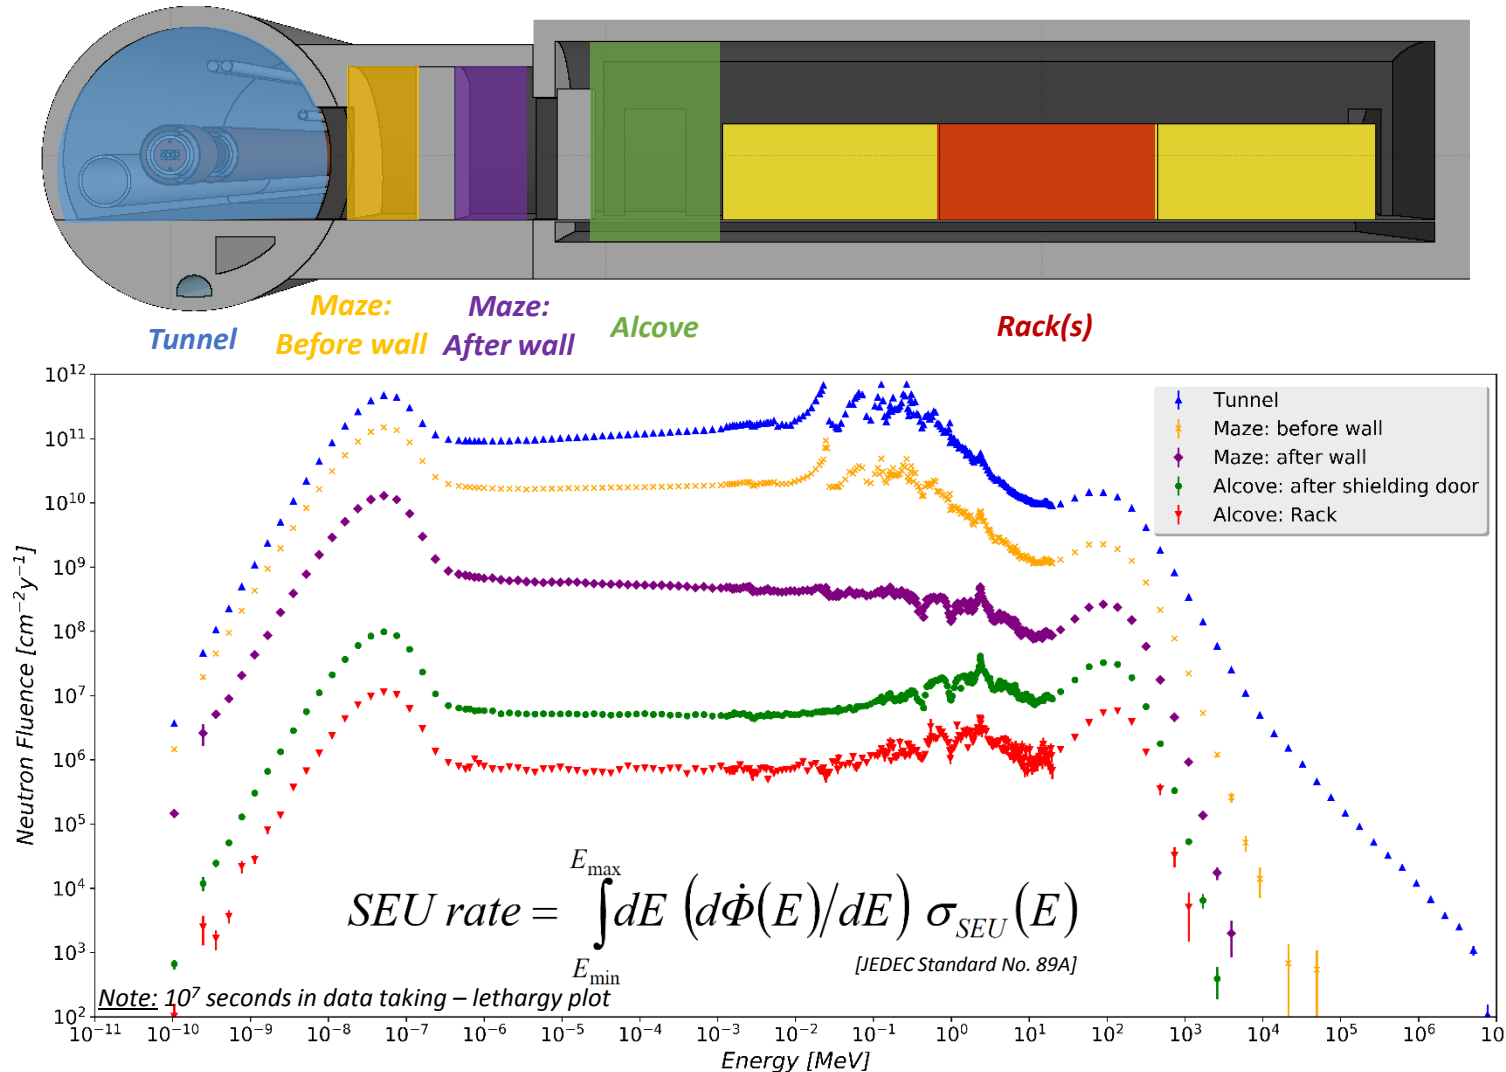 Tunnel
Maze:
Before wall
Maze:
After wall
Alcove
Rack(s)
Neutron Fluence [cm⁻²y⁻¹]
10¹²
10¹¹
10¹⁰
10⁹
10⁸
10⁷
10⁶
10⁵
10⁴
10³
10²
Tunnel
Maze: before wall
Maze: after wall
Alcove: after shielding door
Alcove: Rack
SEU rate = ∫ E_min E_max dE (dΦ̇(E)/dE) σ_SEU(E)
[JEDEC Standard No. 89A]
Note: 10⁷ seconds in data taking – lethargy plot
10⁻¹¹ 10⁻¹⁰ 10⁻⁹ 10⁻⁸ 10⁻⁷ 10⁻⁶ 10⁻⁵ 10⁻⁴ 10⁻³ 10⁻² 10⁻¹ 10⁰ 10¹ 10² 10³ 10⁴ 10⁵ 10⁶ 10
Energy [MeV]